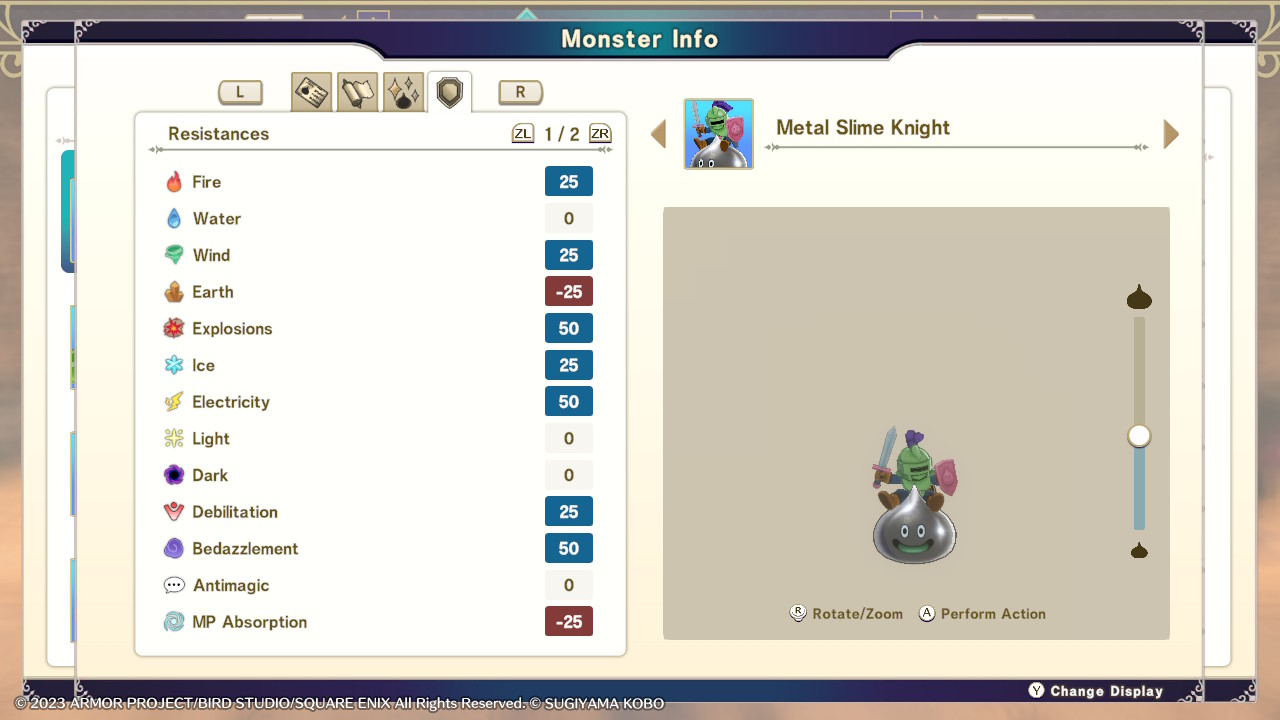 Monster Info
L
R
Resistances
ZL 1 / 2 ZR
Fire 25
Water 0
Wind 25
Earth -25
Explosions 50
Ice 25
Electricity 50
Light 0
Dark 0
Debilitation 25
Bedazzlement 50
Antimagic 0
MP Absorption -25
Metal Slime Knight
R Rotate/Zoom A Perform Action
Y Change Display
© 2023 ARMOR PROJECT/BIRD STUDIO/SQUARE ENIX All Rights Reserved. © SUGIYAMA KOBO